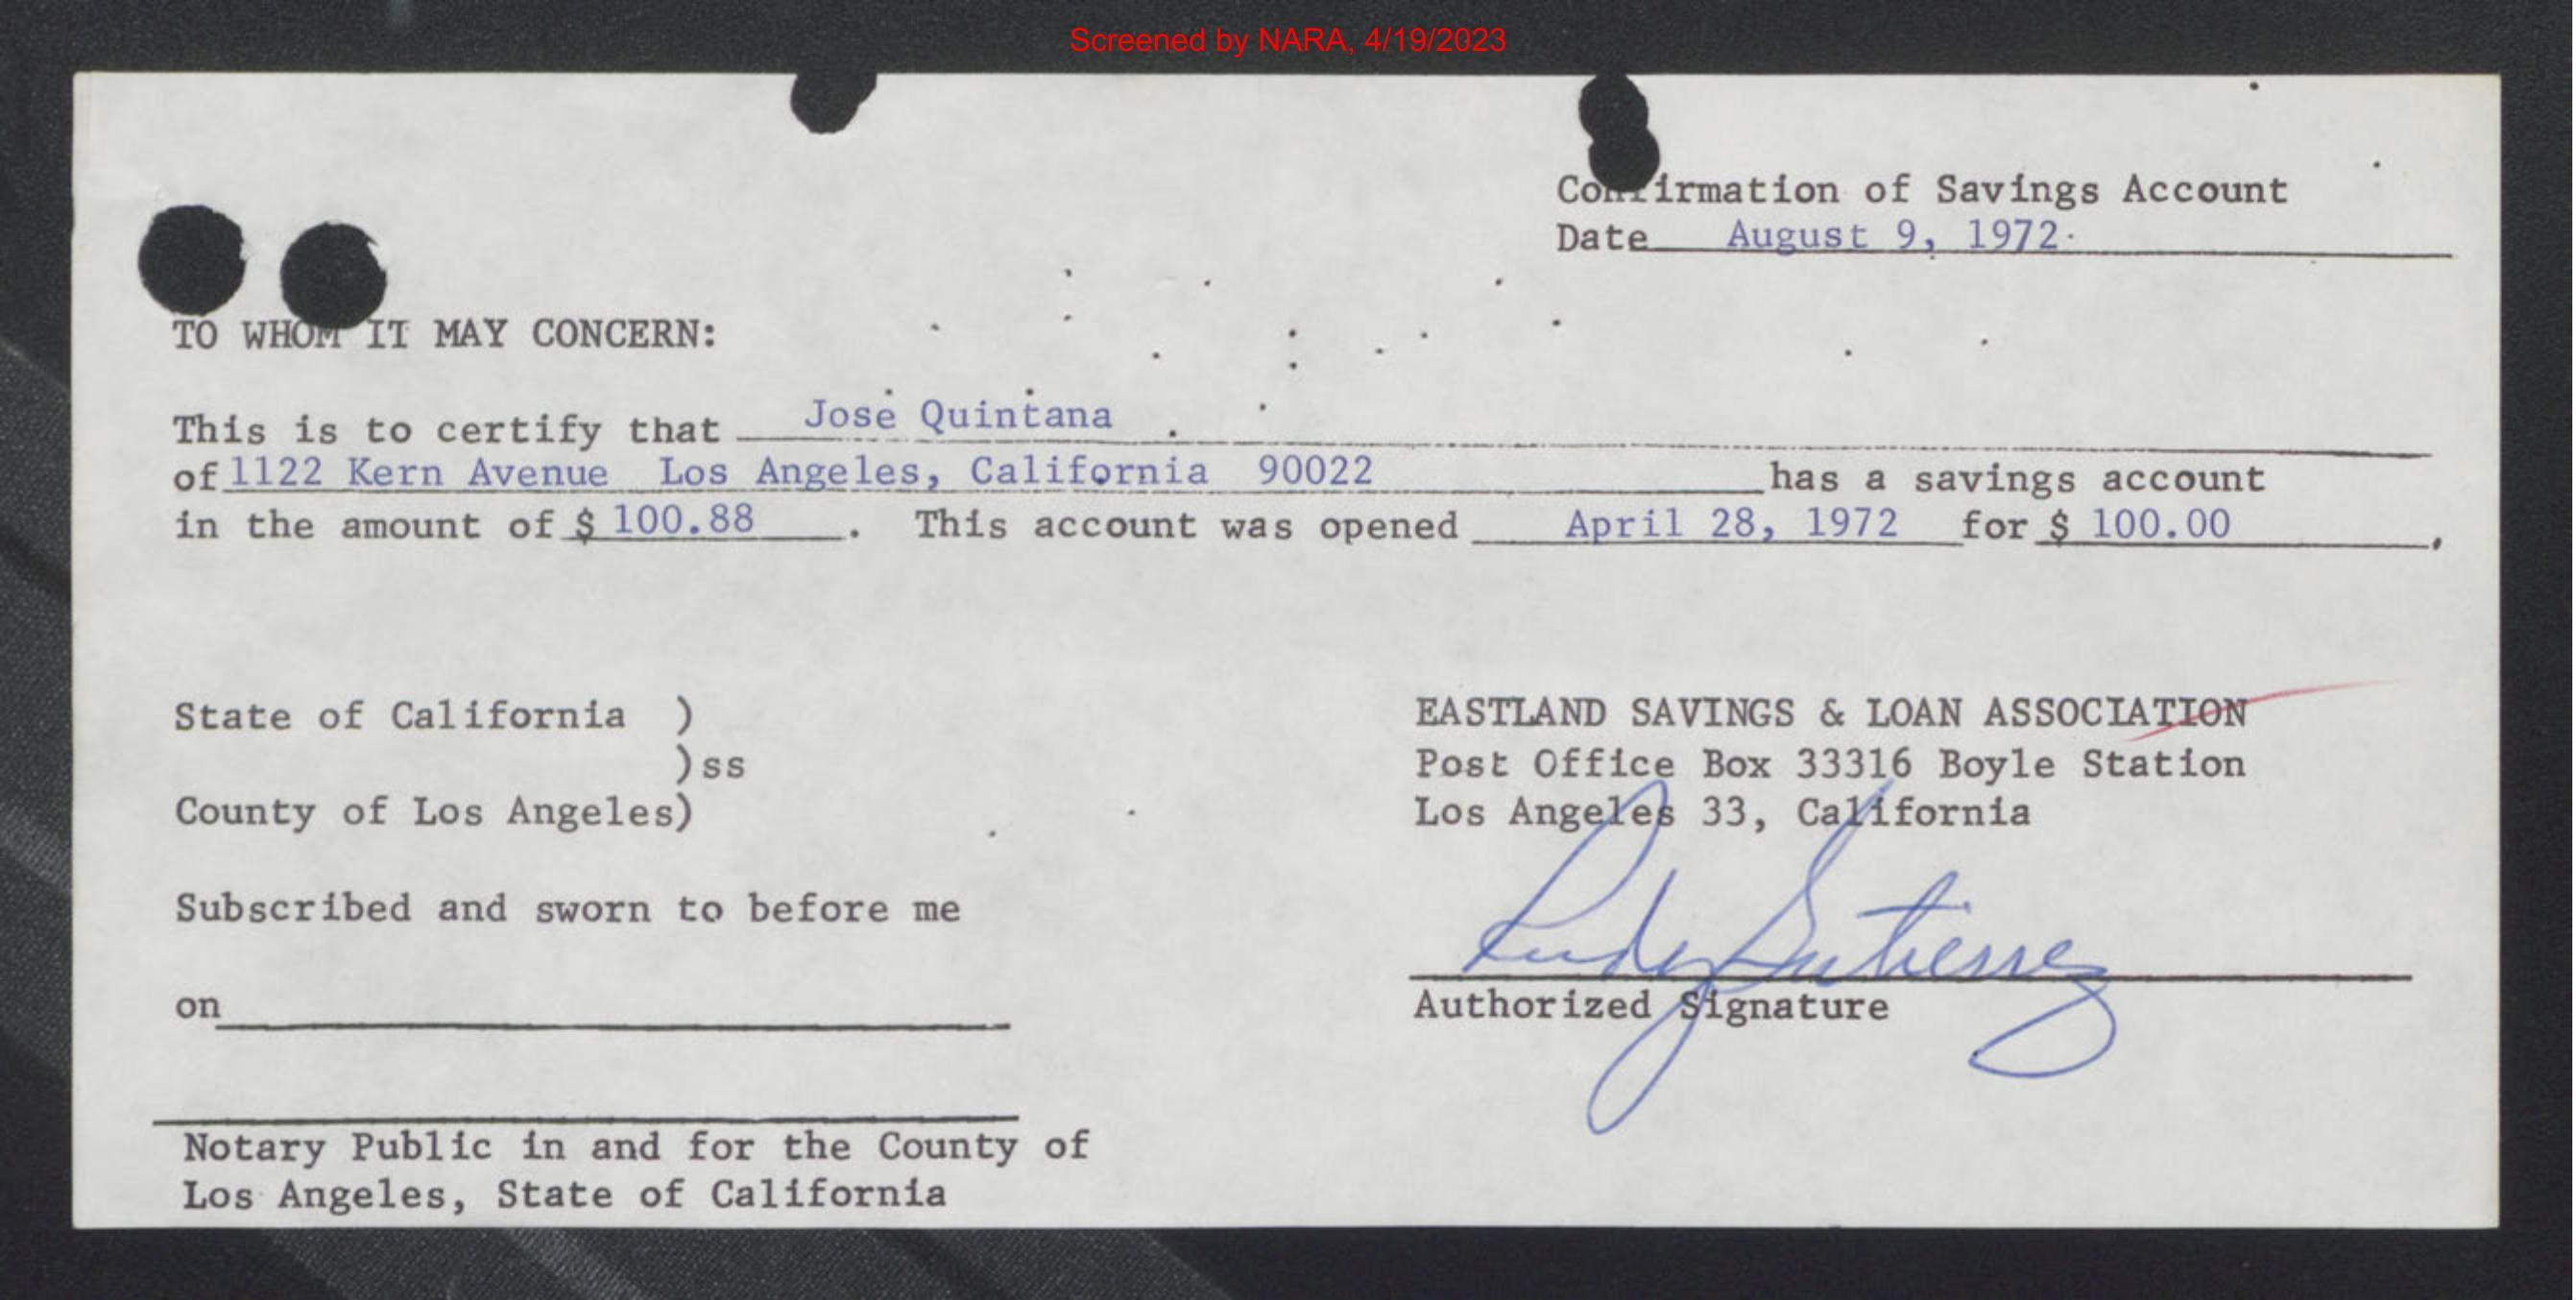 Screened by NARA, 4/19/2023
Confirmation of Savings Account
Date August 9, 1972
TO WHOM IT MAY CONCERN:
This is to certify that Jose Quintana
of 1122 Kern Avenue Los Angeles, California 90022 has a savings account
in the amount of $ 100.88 . This account was opened April 28, 1972 for $ 100.00 .
State of California )
)ss
County of Los Angeles)
Subscribed and sworn to before me
on
Notary Public in and for the County of
Los Angeles, State of California
EASTLAND SAVINGS & LOAN ASSOCIATION
Post Office Box 33316 Boyle Station
Los Angeles 33, California
Rudy Gutierrez
Authorized Signature